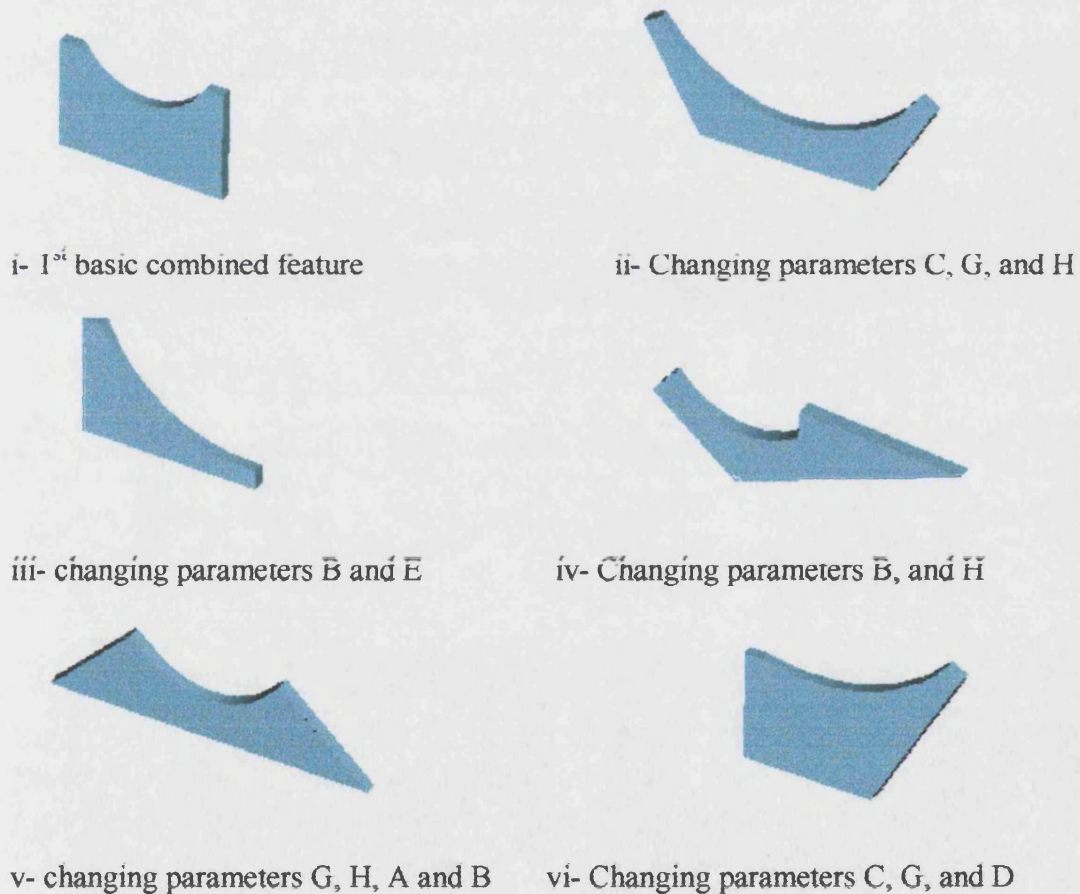 i- 1st basic combined feature
ii- Changing parameters C, G, and H
iii- changing parameters B and E
iv- Changing parameters B, and H
v- changing parameters G, H, A and B
vi- Changing parameters C, G, and D